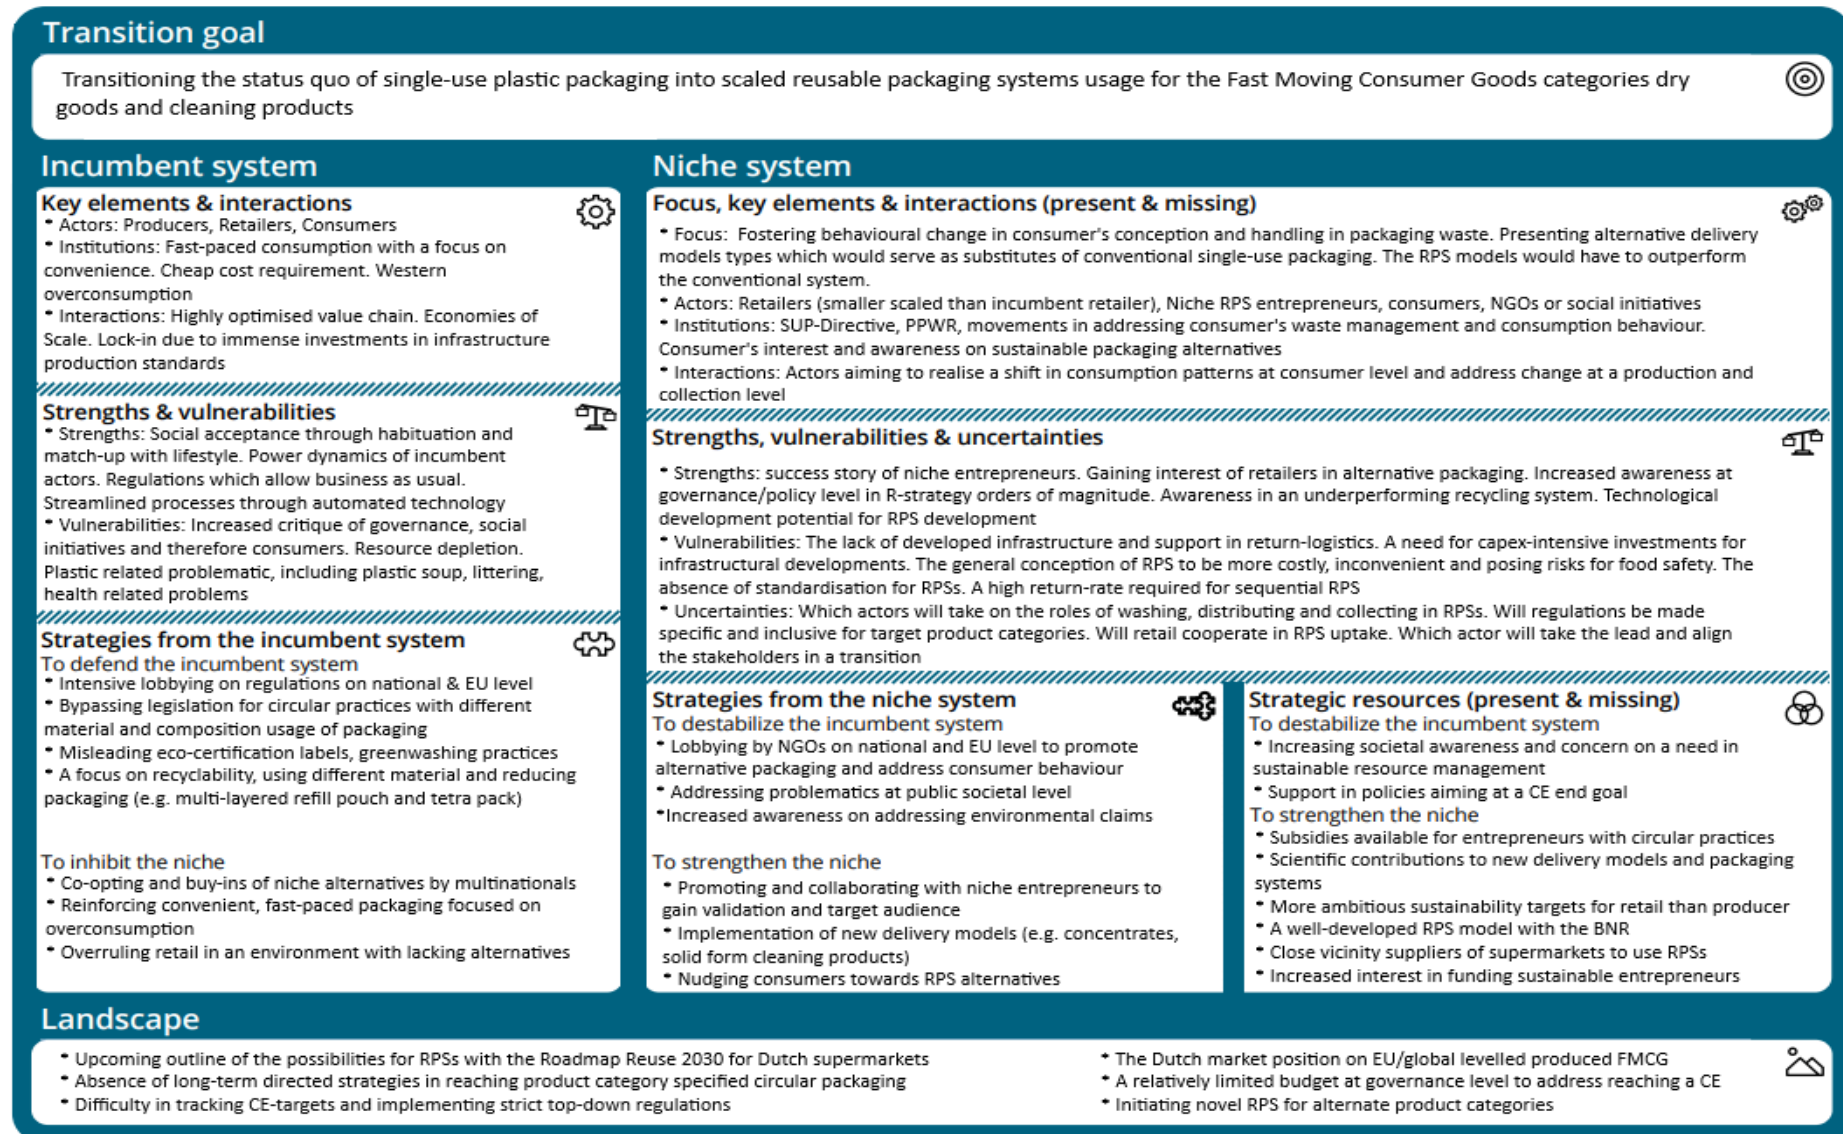 Transition goal
Transitioning the status quo of single-use plastic packaging into scaled reusable packaging systems usage for the Fast Moving Consumer Goods categories dry
goods and cleaning products
Incumbent system
Key elements & interactions
* Actors: Producers, Retailers, Consumers
* Institutions: Fast-paced consumption with a focus on
convenience. Cheap cost requirement. Western
overconsumption
* Interactions: Highly optimised value chain. Economies of
Scale. Lock-in due to immense investments in infrastructure
production standards
Strengths & vulnerabilities
* Strengths: Social acceptance through habituation and
match-up with lifestyle. Power dynamics of incumbent
actors. Regulations which allow business as usual.
Streamlined processes through automated technology
* Vulnerabilities: Increased critique of governance, social
initiatives and therefore consumers. Resource depletion.
Plastic related problematic, including plastic soup, littering,
health related problems
Strategies from the incumbent system
To defend the incumbent system
* Intensive lobbying on regulations on national & EU level
* Bypassing legislation for circular practices with different
material and composition usage of packaging
* Misleading eco-certification labels, greenwashing practices
* A focus on recyclability, using different material and reducing
packaging (e.g. multi-layered refill pouch and tetra pack)
To inhibit the niche
* Co-opting and buy-ins of niche alternatives by multinationals
* Reinforcing convenient, fast-paced packaging focused on
overconsumption
* Overruling retail in an environment with lacking alternatives
Niche system
Focus, key elements & interactions (present & missing)
* Focus: Fostering behavioural change in consumer's conception and handling in packaging waste. Presenting alternative delivery
models types which would serve as substitutes of conventional single-use packaging. The RPS models would have to outperform
the conventional system.
* Actors: Retailers (smaller scaled than incumbent retailer), Niche RPS entrepreneurs, consumers, NGOs or social initiatives
* Institutions: SUP-Directive, PPWR, movements in addressing consumer's waste management and consumption behaviour.
Consumer's interest and awareness on sustainable packaging alternatives
* Interactions: Actors aiming to realise a shift in consumption patterns at consumer level and address change at a production and
collection level
Strengths, vulnerabilities & uncertainties
* Strengths: success story of niche entrepreneurs. Gaining interest of retailers in alternative packaging. Increased awareness at
governance/policy level in R-strategy orders of magnitude. Awareness in an underperforming recycling system. Technological
development potential for RPS development
* Vulnerabilities: The lack of developed infrastructure and support in return-logistics. A need for capex-intensive investments for
infrastructural developments. The general conception of RPS to be more costly, inconvenient and posing risks for food safety. The
absence of standardisation for RPSs. A high return-rate required for sequential RPS
* Uncertainties: Which actors will take on the roles of washing, distributing and collecting in RPSs. Will regulations be made
specific and inclusive for target product categories. Will retail cooperate in RPS uptake. Which actor will take the lead and align
the stakeholders in a transition
Strategies from the niche system
To destabilize the incumbent system
* Lobbying by NGOs on national and EU level to promote
alternative packaging and address consumer behaviour
* Addressing problematics at public societal level
*Increased awareness on addressing environmental claims
To strengthen the niche
* Promoting and collaborating with niche entrepreneurs to
gain validation and target audience
* Implementation of new delivery models (e.g. concentrates,
solid form cleaning products)
* Nudging consumers towards RPS alternatives
Strategic resources (present & missing)
To destabilize the incumbent system
* Increasing societal awareness and concern on a need in
sustainable resource management
* Support in policies aiming at a CE end goal
To strengthen the niche
* Subsidies available for entrepreneurs with circular practices
* Scientific contributions to new delivery models and packaging
systems
* More ambitious sustainability targets for retail than producer
* A well-developed RPS model with the BNR
* Close vicinity suppliers of supermarkets to use RPSs
* Increased interest in funding sustainable entrepreneurs
Landscape
* Upcoming outline of the possibilities for RPSs with the Roadmap Reuse 2030 for Dutch supermarkets
* Absence of long-term directed strategies in reaching product category specified circular packaging
* Difficulty in tracking CE-targets and implementing strict top-down regulations
* The Dutch market position on EU/global levelled produced FMCG
* A relatively limited budget at governance level to address reaching a CE
* Initiating novel RPS for alternate product categories